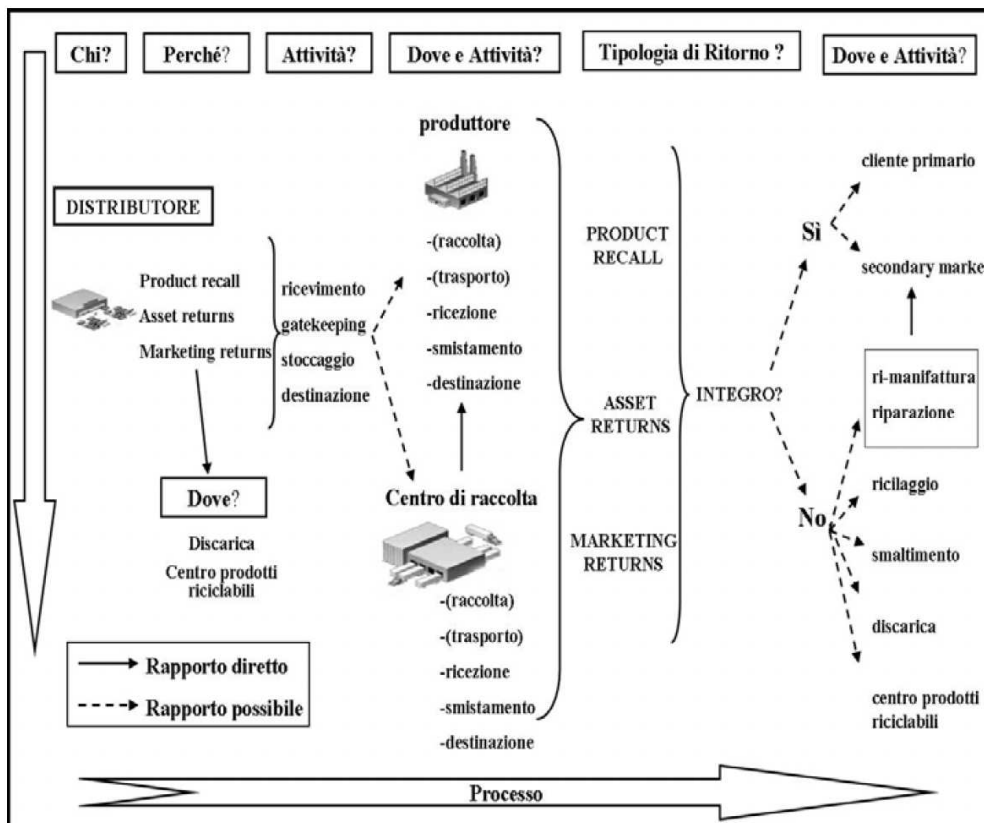 Chi?
Perché?
Attività?
Dove e Attività?
Tipologia di Ritorno ?
Dove e Attività?
DISTRIBUTORE
Product recall
Asset returns
Marketing returns
Dove?
Discarica
Centro prodotti
riciclabili
ricevimento
gatekeeping
stoccaggio
destinazione
produttore
-(raccolta)
-(trasporto)
-ricezione
-smistamento
-destinazione
Centro di raccolta
-(raccolta)
-(trasporto)
-ricezione
-smistamento
-destinazione
PRODUCT
RECALL
ASSET
RETURNS
MARKETING
RETURNS
INTEGRO?
Sì
No
cliente primario
secondary marke
ri-manifattura
riparazione
ricilaggio
smaltimento
discarica
centro prodotti
riciclabili
Rapporto diretto
Rapporto possibile
Processo